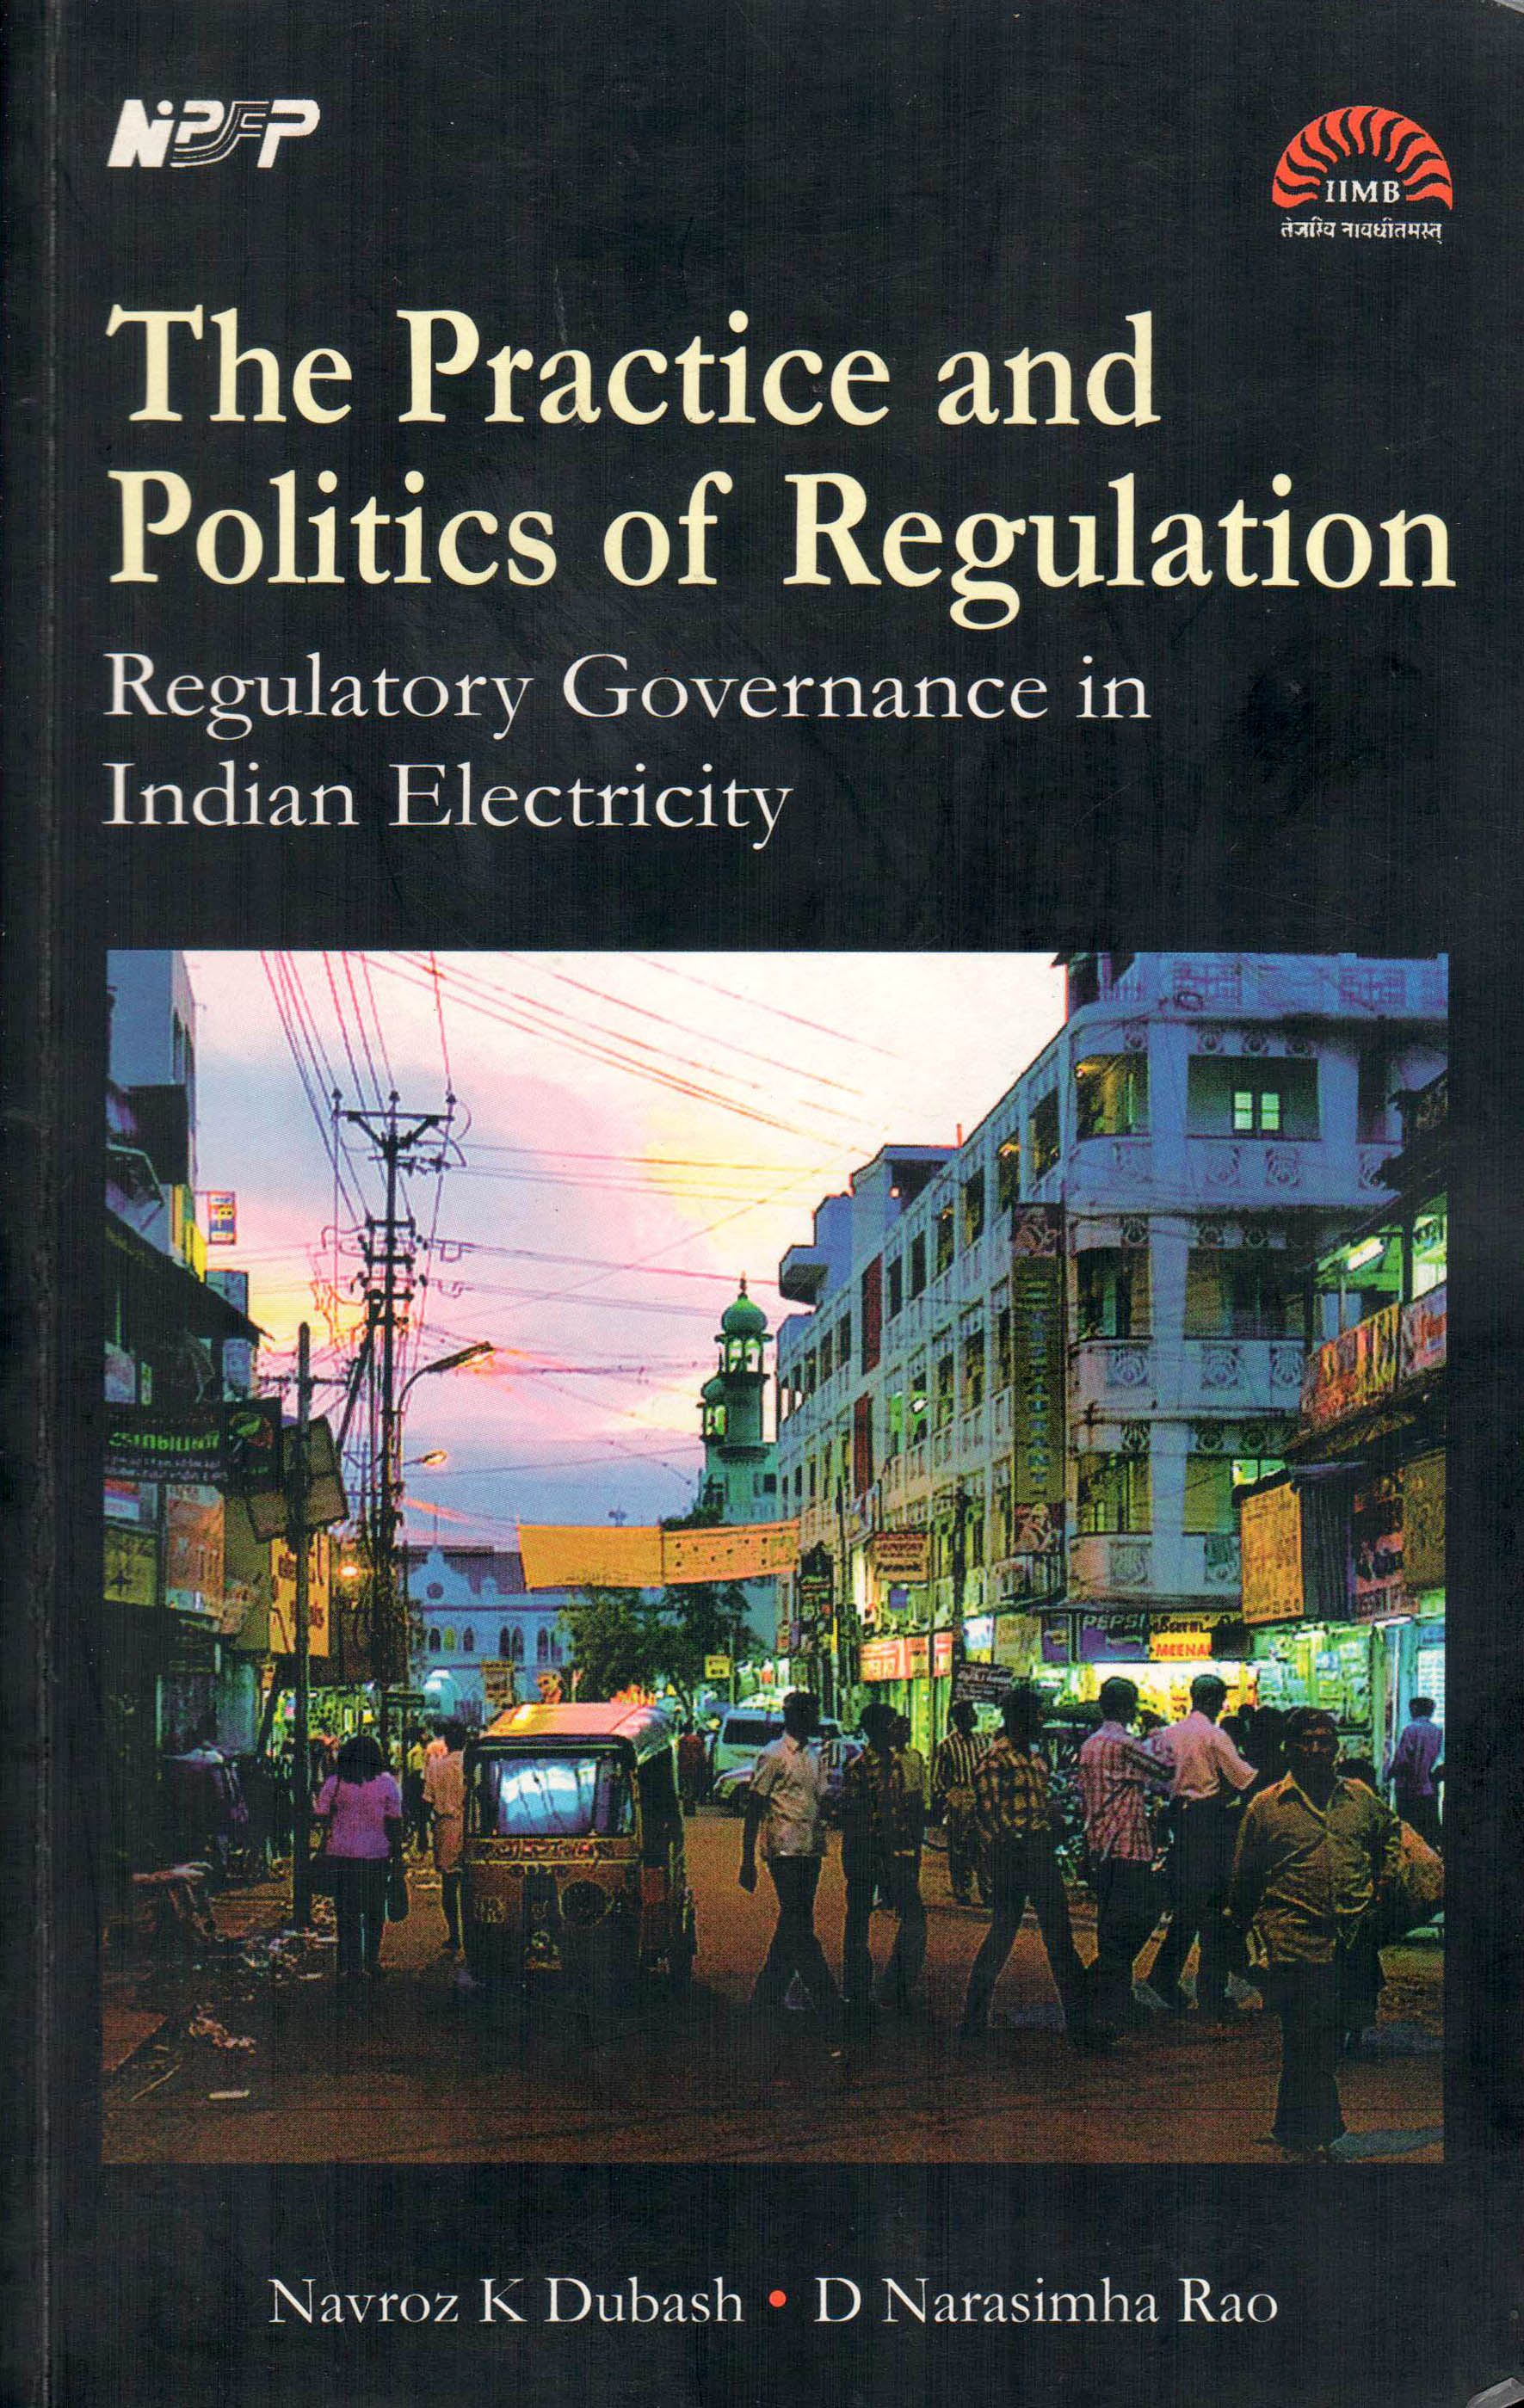 NIPFP
IIMB
तेजस्वि नावधीतमस्तु
The Practice and
Politics of Regulation
Regulatory Governance in
Indian Electricity
PEPSI
MEENA
Navroz K Dubash • D Narasimha Rao